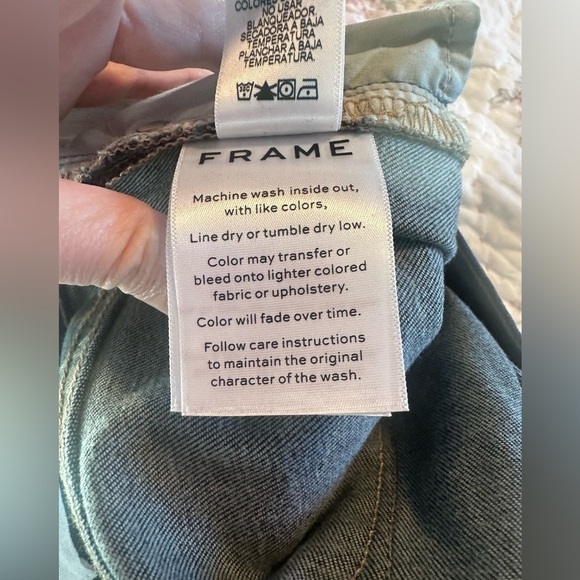 COLORES
NO USAR
BLANQUEADOR.
SECADORA A BAJA
TEMPERATURA
PLANCHAR A BAJA
TEMPERATURA.
FRAME
Machine wash inside out,
with like colors,
Line dry or tumble dry low.
Color may transfer or
bleed onto lighter colored
fabric or upholstery.
Color will fade over time.
Follow care instructions
to maintain the original
character of the wash.